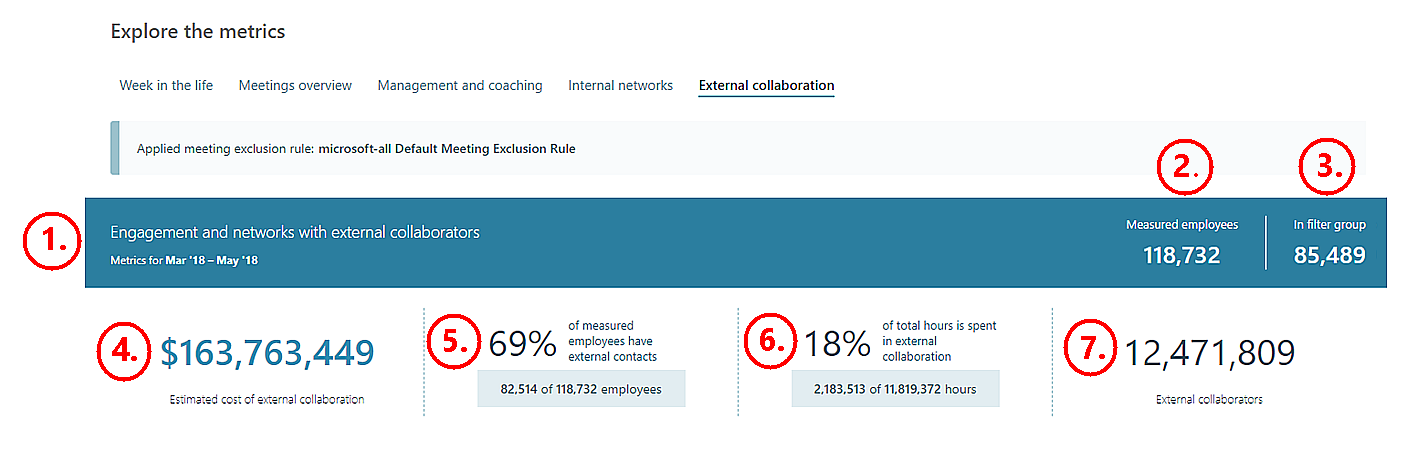 Explore the metrics
Week in the life Meetings overview Management and coaching Internal networks External collaboration
Applied meeting exclusion rule: microsoft-all Default Meeting Exclusion Rule
2. 3.
1. Engagement and networks with external collaborators
Metrics for Mar '18 – May '18
Measured employees
118,732
In filter group
85,489
4. $163,763,449
Estimated cost of external collaboration
5. 69%
of measured
employees have
external contacts
82,514 of 118,732 employees
6. 18%
of total hours is spent
in external
collaboration
2,183,513 of 11,819,372 hours
7. 12,471,809
External collaborators